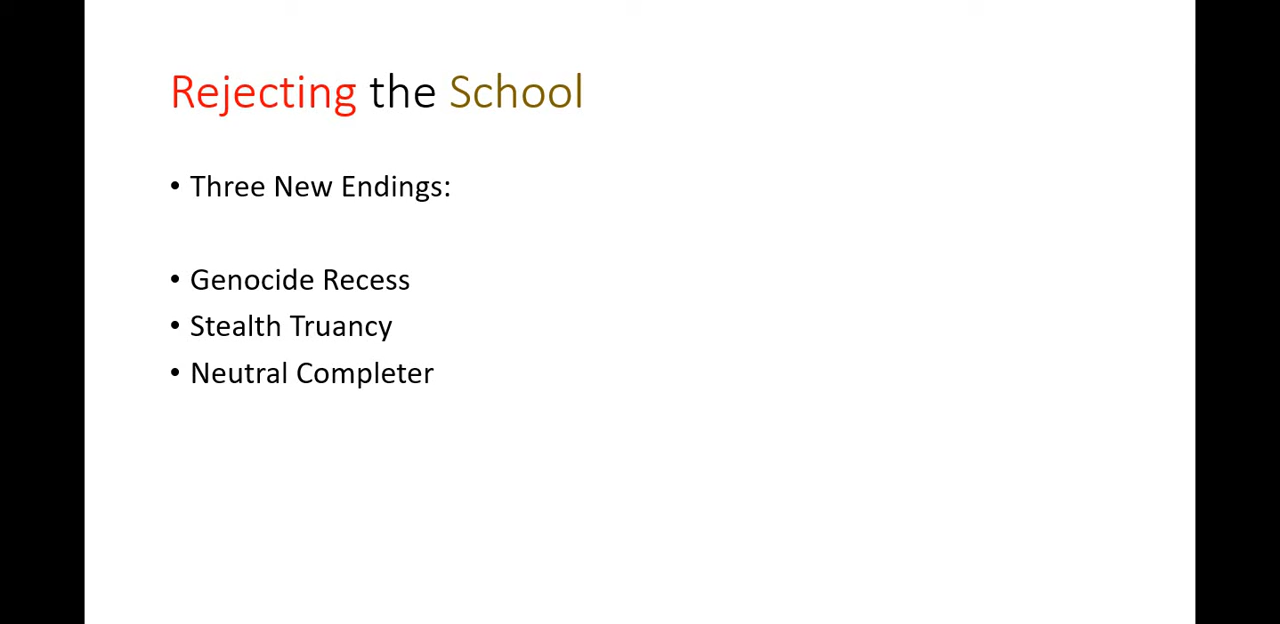 Rejecting the School
• Three New Endings:
• Genocide Recess
• Stealth Truancy
• Neutral Completer